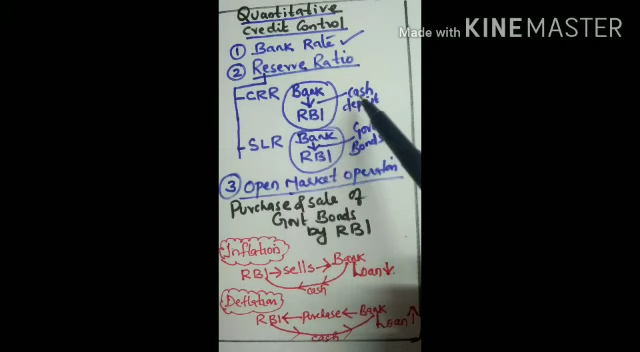 Made with KINEMASTER
Quantitative
Credit Control
1 Bank Rate ✓
2 Reserve Ratio
CRR Bank cash
RBI deposit
SLR Bank Govt
RBI Bonds
3 Open Market Operation
Purchase & sale of
Govt Bonds
by RBI
Inflation
RBI → sells → Bank
cash Loan ↓
Deflation
RBI ← Purchase ← Bank
cash Loan ↑